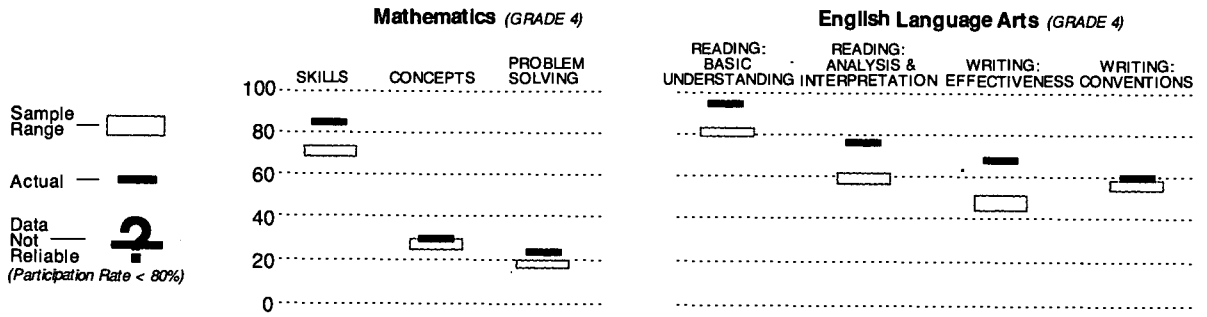 Mathematics (GRADE 4)
English Language Arts (GRADE 4)
SKILLS
CONCEPTS
PROBLEM
SOLVING
READING:
BASIC
UNDERSTANDING
READING:
ANALYSIS &
INTERPRETATION
WRITING:
EFFECTIVENESS
WRITING:
CONVENTIONS
100
80
60
40
20
0
Sample
Range
Actual
Data
Not
Reliable
?
(Participation Rate < 80%)